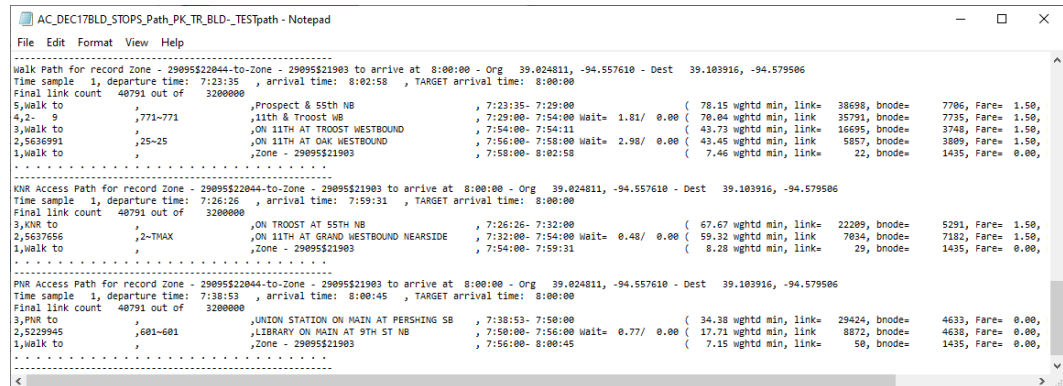 AC_DEC17BLD_STOPS_Path_PK_TR_BLD-_TESTpath - Notepad
File Edit Format View Help
------------------------------------------------------------
Walk Path for record Zone - 29095$22044-to-Zone - 29095$21903 to arrive at 8:00:00 - Org 39.024811, -94.557610 - Dest 39.103916, -94.579506
Time sample 1, departure time: 7:23:35 , arrival time: 8:02:58 , TARGET arrival time: 8:00:00
Final link count 40791 out of 3200000
5,Walk to , ,Prospect & 55th NB , 7:23:35- 7:29:00 ( 78.15 wghtd min, link= 38698, bnode= 7706, Fare= 1.50,
4,2- 9 ,771~771 ,11th & Troost WB , 7:29:00- 7:54:00 Wait= 1.81/ 0.00 ( 70.04 wghtd min, link 35791, bnode= 7735, Fare= 1.50,
3,Walk to , ,ON 11TH AT TROOST WESTBOUND , 7:54:00- 7:54:11 ( 43.73 wghtd min, link= 16695, bnode= 3748, Fare= 1.50,
2,5636991 ,25~25 ,ON 11TH AT OAK WESTBOUND , 7:56:00- 7:58:00 Wait= 2.98/ 0.00 ( 43.45 wghtd min, link 5857, bnode= 3809, Fare= 1.50,
1,Walk to , ,Zone - 29095$21903 , 7:58:00- 8:02:58 ( 7.46 wghtd min, link= 22, bnode= 1435, Fare= 0.00,
. . . . . . . . . . . . . . . . . . . . . . . . . . . . . .
------------------------------------------------------------
KNR Access Path for record Zone - 29095$22044-to-Zone - 29095$21903 to arrive at 8:00:00 - Org 39.024811, -94.557610 - Dest 39.103916, -94.579506
Time sample 1, departure time: 7:26:26 , arrival time: 7:59:31 , TARGET arrival time: 8:00:00
Final link count 40791 out of 3200000
3,KNR to , ,ON TROOST AT 55TH NB , 7:26:26- 7:32:00 ( 67.67 wghtd min, link= 22209, bnode= 5291, Fare= 1.50,
2,5637656 ,2~TMAX ,ON 11TH AT GRAND WESTBOUND NEARSIDE , 7:32:00- 7:54:00 Wait= 0.48/ 0.00 ( 59.32 wghtd min, link 7034, bnode= 7182, Fare= 1.50,
1,Walk to , ,Zone - 29095$21903 , 7:54:00- 7:59:31 ( 8.28 wghtd min, link= 29, bnode= 1435, Fare= 0.00,
. . . . . . . . . . . . . . . . . . . . . . . . . . . . . .
------------------------------------------------------------
PNR Access Path for record Zone - 29095$22044-to-Zone - 29095$21903 to arrive at 8:00:00 - Org 39.024811, -94.557610 - Dest 39.103916, -94.579506
Time sample 1, departure time: 7:38:53 , arrival time: 8:00:45 , TARGET arrival time: 8:00:00
Final link count 40791 out of 3200000
3,PNR to , ,UNION STATION ON MAIN AT PERSHING SB , 7:38:53- 7:50:00 ( 34.38 wghtd min, link= 29424, bnode= 4633, Fare= 0.00,
2,5229945 ,601~601 ,LIBRARY ON MAIN AT 9TH ST NB , 7:50:00- 7:56:00 Wait= 0.77/ 0.00 ( 17.71 wghtd min, link 8872, bnode= 4638, Fare= 0.00,
1,Walk to , ,Zone - 29095$21903 , 7:56:00- 8:00:45 ( 7.15 wghtd min, link= 50, bnode= 1435, Fare= 0.00,
. . . . . . . . . . . . . . . . . . . . . . . . . . . . . .
------------------------------------------------------------